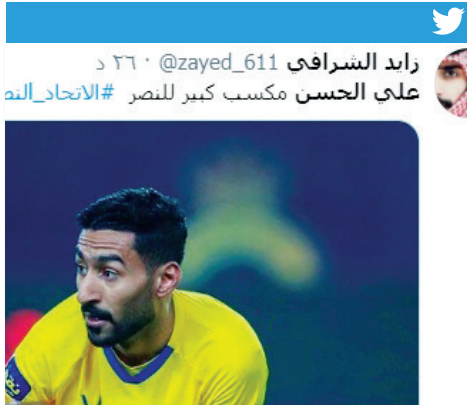 زايد الشرافي @zayed_611 · ٢٦ د
علي الحسن مكسب كبير للنصر #الاتحاد_النص